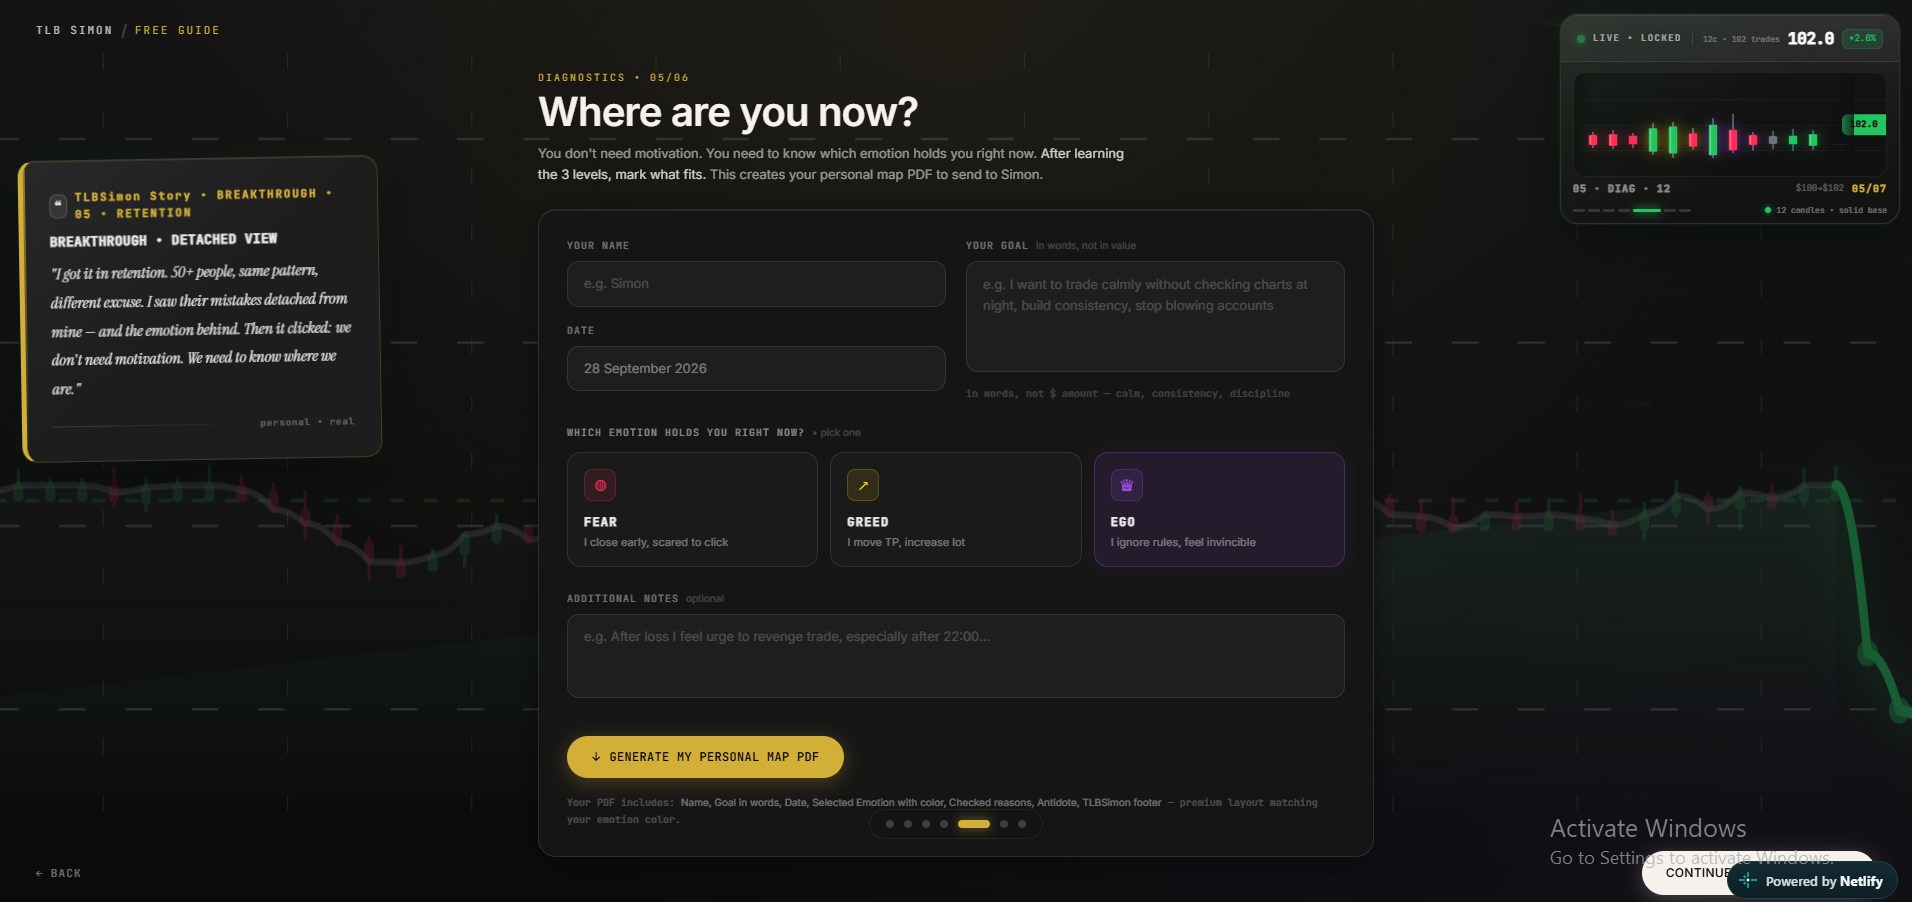 TLB SIMON / FREE GUIDE
LIVE • LOCKED
12c • 102 trades
102.0
+2.0%
102.0
05 • DIAG • 12
$100→$102
05/07
12 candles • solid base
DIAGNOSTICS • 05/06
Where are you now?
You don't need motivation. You need to know which emotion holds you right now. After learning
the 3 levels, mark what fits. This creates your personal map PDF to send to Simon.
❝
TLBSimon Story • BREAKTHROUGH •
05 • RETENTION
BREAKTHROUGH • DETACHED VIEW
"I got it in retention. 50+ people, same pattern,
different excuse. I saw their mistakes detached from
mine — and the emotion behind. Then it clicked: we
don't need motivation. We need to know where we
are."
personal • real
YOUR NAME
e.g. Simon
DATE
28 September 2026
YOUR GOAL in words, not in value
e.g. I want to trade calmly without checking charts at
night, build consistency, stop blowing accounts
in words, not $ amount — calm, consistency, discipline
WHICH EMOTION HOLDS YOU RIGHT NOW? • pick one
FEAR
I close early, scared to click
GREED
I move TP, increase lot
EGO
I ignore rules, feel invincible
ADDITIONAL NOTES optional
e.g. After loss I feel urge to revenge trade, especially after 22:00...
↓ GENERATE MY PERSONAL MAP PDF
Your PDF includes: Name, Goal in words, Date, Selected Emotion with color, Checked reasons, Antidote, TLBSimon footer — premium layout matching
your emotion color.
← BACK
Activate Windows
Go to Settings to activate Windows.
CONTINUE
Powered by Netlify